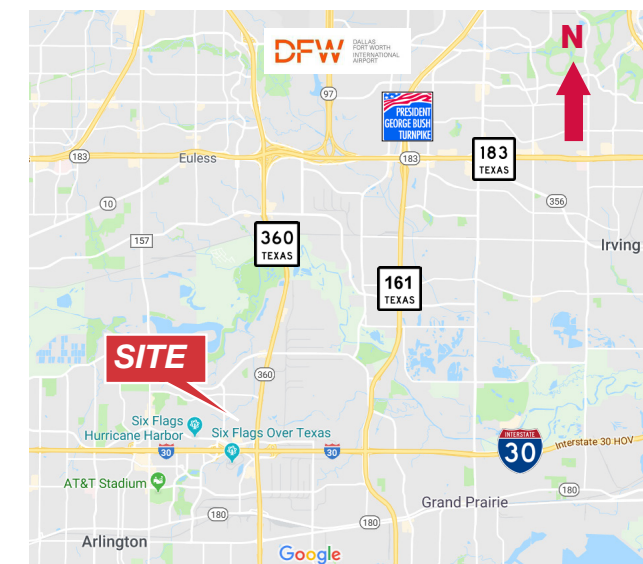 DFW
DALLAS
FORT WORTH
INTERNATIONAL
AIRPORT
N
97
PRESIDENT
GEORGE BUSH
TURNPIKE
183
Euless
183
183
TEXAS
10
356
157
360
TEXAS
Irving
161
TEXAS
SITE
360
Six Flags
Hurricane Harbor
Six Flags Over Texas
30
30
INTERSTATE
30
Interstate 30 HOV
AT&T Stadium
180
Grand Prairie
180
180
Arlington
Google